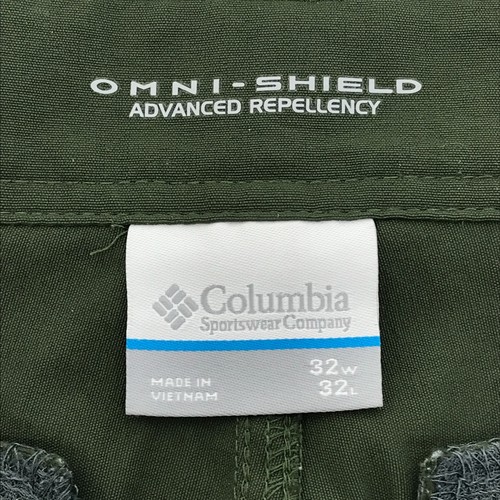 OMNI-SHIELD
ADVANCED REPELLENCY
Columbia
Sportswear Company
32W
32L
MADE IN
VIETNAM